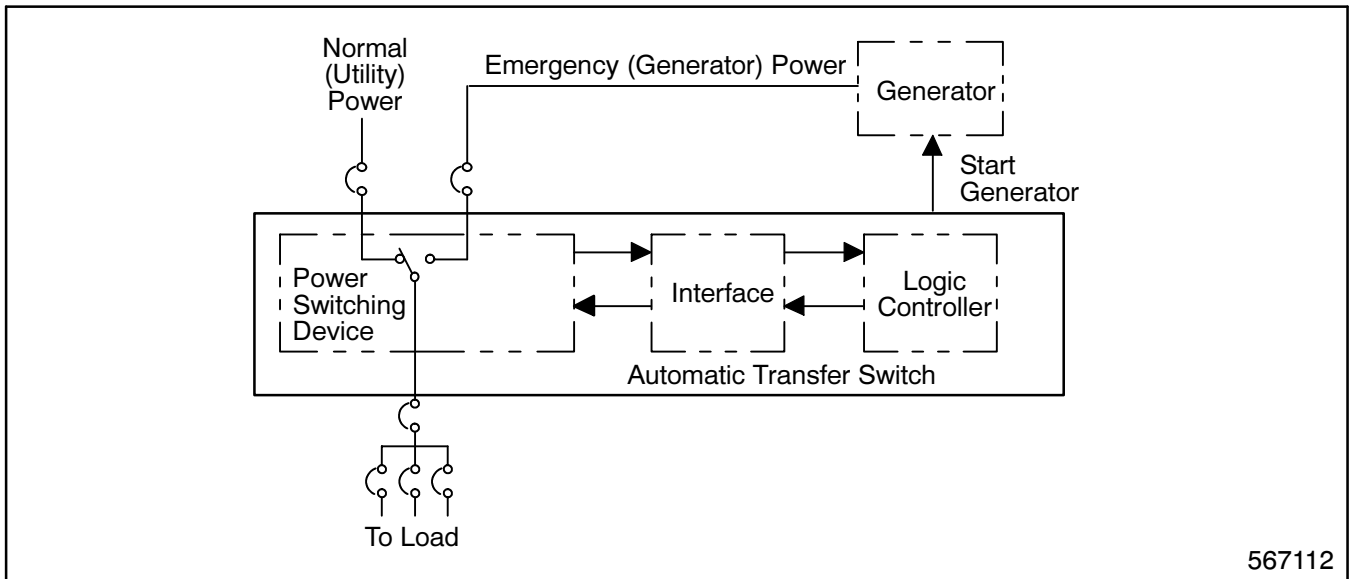 Normal
(Utility)
Power
Emergency (Generator) Power
Generator
Start
Generator
Power
Switching
Device
Interface
Logic
Controller
Automatic Transfer Switch
To Load
567112